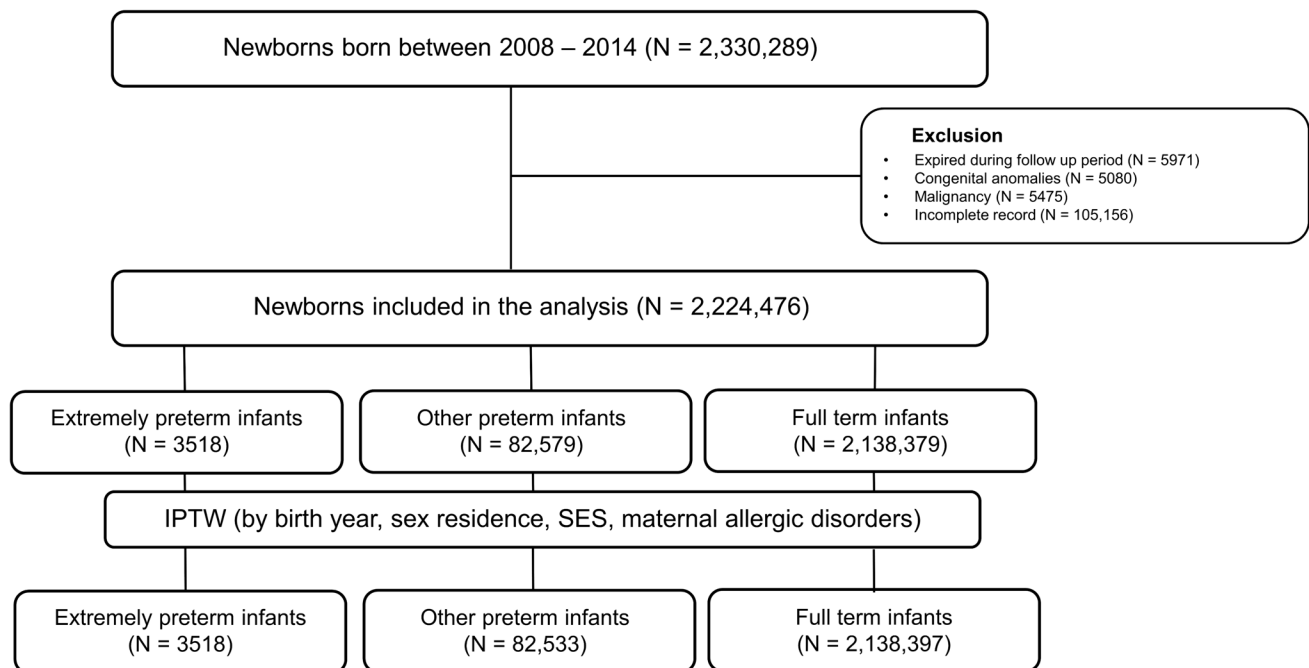 Newborns born between 2008 – 2014 (N = 2,330,289)
Exclusion
• Expired during follow up period (N = 5971)
• Congenital anomalies (N = 5080)
• Malignancy (N = 5475)
• Incomplete record (N = 105,156)
Newborns included in the analysis (N = 2,224,476)
Extremely preterm infants
(N = 3518)
Other preterm infants
(N = 82,579)
Full term infants
(N = 2,138,379)
IPTW (by birth year, sex residence, SES, maternal allergic disorders)
Extremely preterm infants
(N = 3518)
Other preterm infants
(N = 82,533)
Full term infants
(N = 2,138,397)